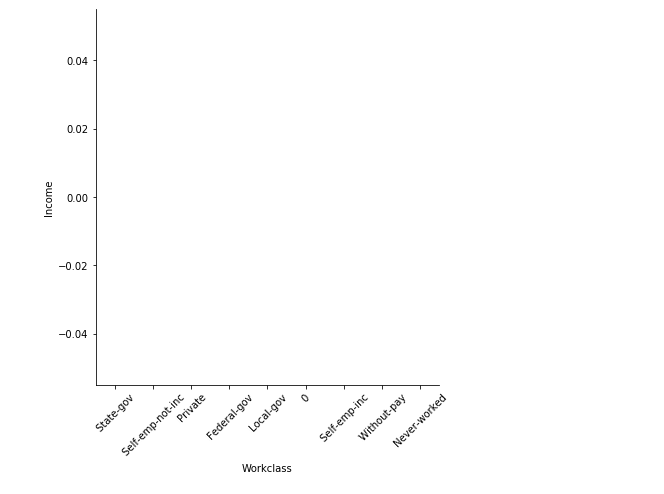 0.04
0.02
0.00
−0.02
−0.04
Income
State-gov
Self-emp-not-inc
Private
Federal-gov
Local-gov
0
Self-emp-inc
Without-pay
Never-worked
Workclass